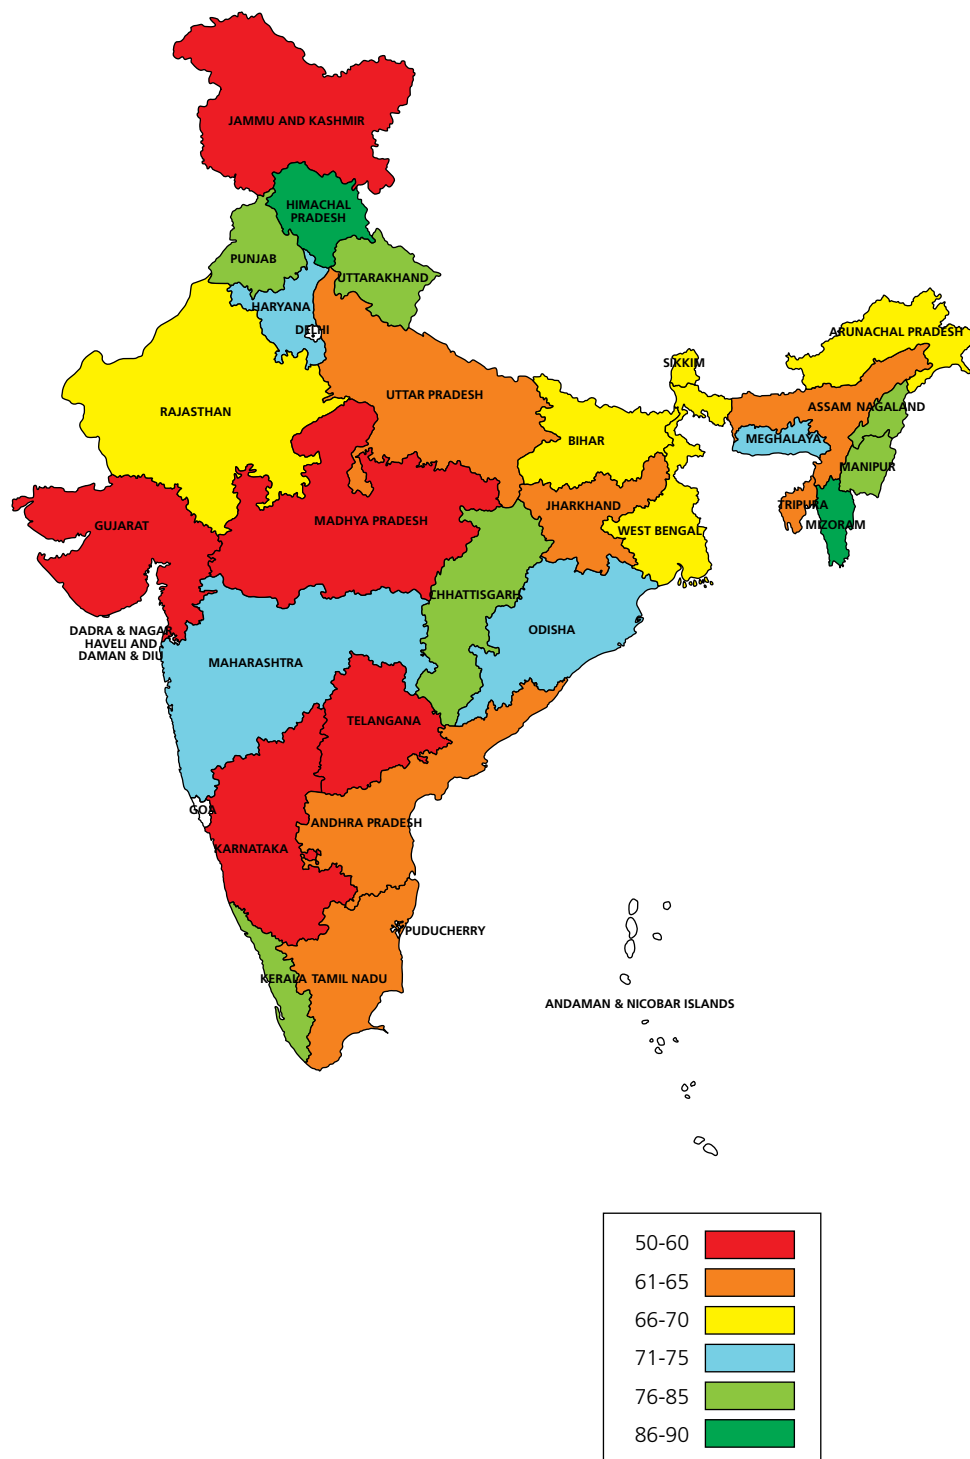 JAMMU AND KASHMIR
HIMACHAL
PRADESH
PUNJAB
UTTARAKHAND
HARYANA
DELHI
ARUNACHAL PRADESH
SIKKIM
UTTAR PRADESH
RAJASTHAN
ASSAM
NAGALAND
BIHAR
MEGHALAYA
MANIPUR
JHARKHAND
TRIPURA
MIZORAM
GUJARAT
MADHYA PRADESH
WEST BENGAL
CHHATTISGARH
ODISHA
DADRA & NAGAR
HAVELI AND
DAMAN & DIU
MAHARASHTRA
TELANGANA
GOA
ANDHRA PRADESH
KARNATAKA
PUDUCHERRY
KERALA
TAMIL NADU
ANDAMAN & NICOBAR ISLANDS
50-60
61-65
66-70
71-75
76-85
86-90